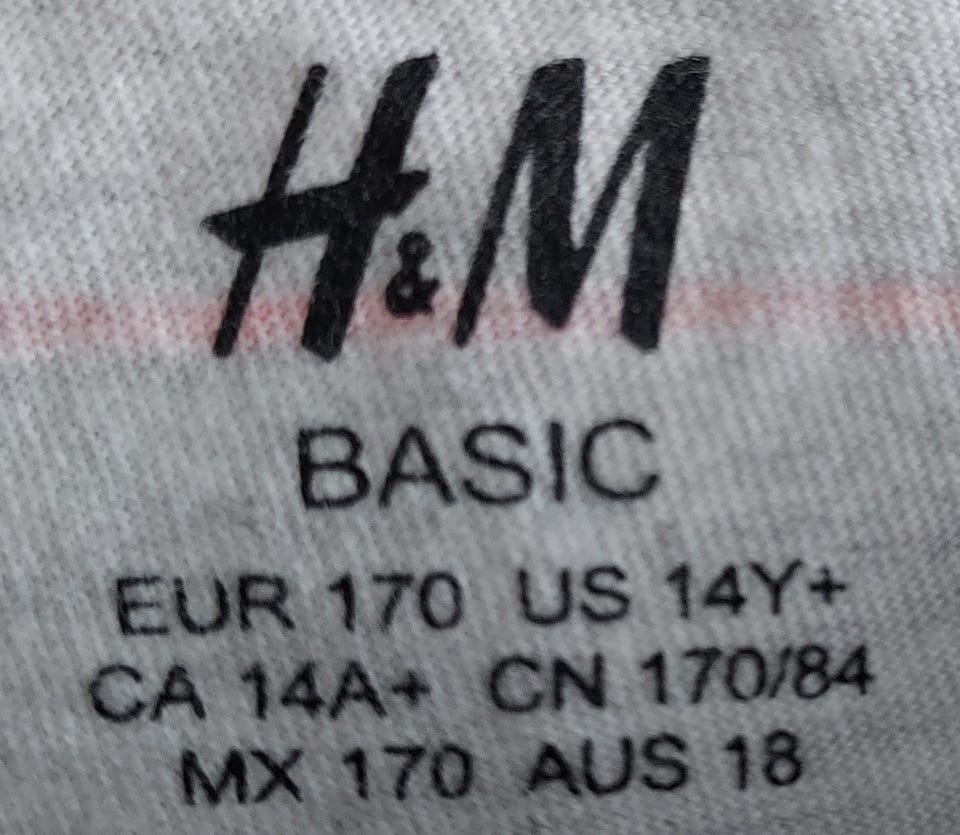 H&M
BASIC
EUR 170 US 14Y+
CA 14A+ CN 170/84
MX 170 AUS 18